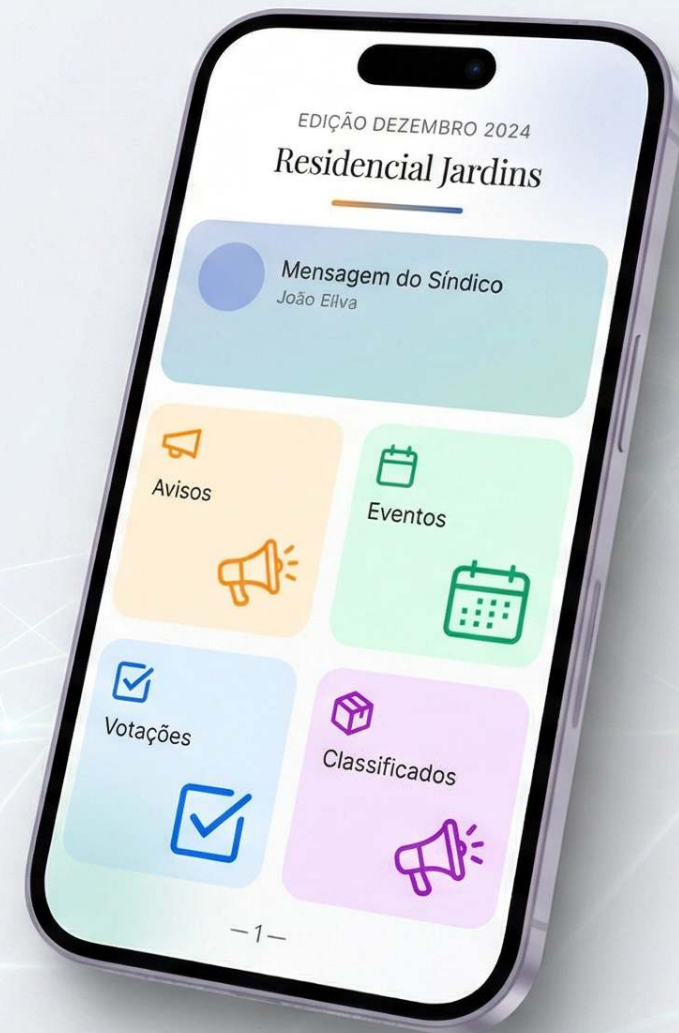 EDIÇÃO DEZEMBRO 2024
Residencial Jardins
Mensagem do Síndico
João Eliva
Avisos
Eventos
Votações
Classificados
—1—